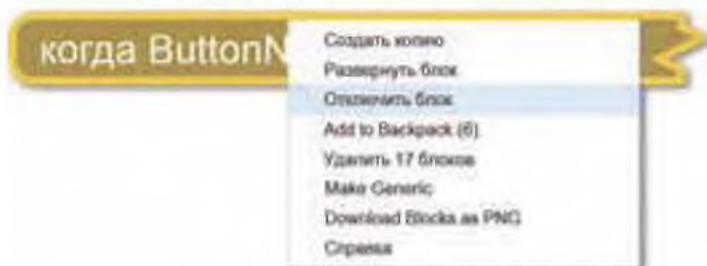 когда ButtonN
Создать копию
Развернуть блок
Отключить блок
Add to Backpack (6)
Удалить 17 блоков
Make Generic
Download Blocks as PNG
Справка